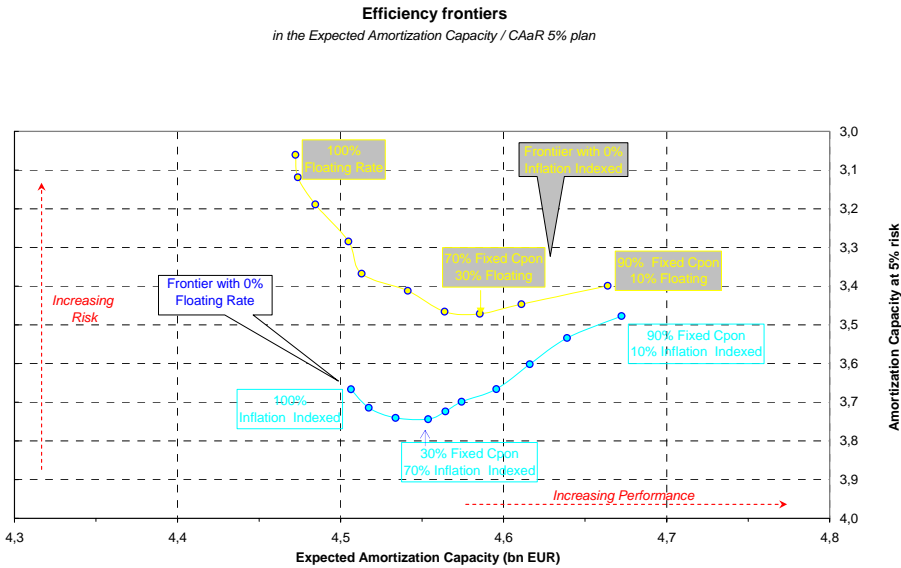 Efficiency frontiers
in the Expected Amortization Capacity / CAaR 5% plan
3,0
3,1
3,2
3,3
3,4
3,5
3,6
3,7
3,8
3,9
4,0
Amortization Capacity at 5% risk
100%
Floating Rate
Frontiier with 0%
Inflation Indexed
70% Fixed Cpon
30% Floating
90% Fixed Cpon
10% Floating
Frontier with 0%
Floating Rate
Increasing
Risk
90% Fixed Cpon
10% Inflation Indexed
100%
Inflation Indexed
30% Fixed Cpon
70% Inflation Indexed
Increasing Performance
4,3
4,4
4,5
4,6
4,7
4,8
Expected Amortization Capacity (bn EUR)